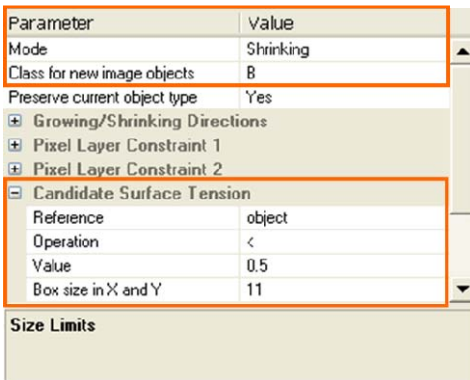 Parameter Value
Mode Shrinking
Class for new image objects B
Preserve current object type Yes
Growing/Shrinking Directions
Pixel Layer Constraint 1
Pixel Layer Constraint 2
Candidate Surface Tension
Reference object
Operation <
Value 0.5
Box size in X and Y 11
Size Limits